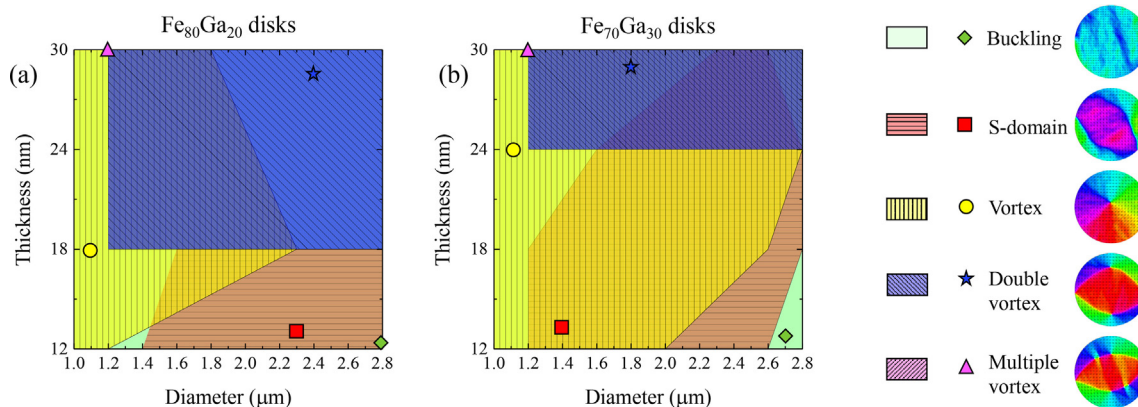 Fe80Ga20 disks
(a)
Thickness (nm)
30
24
18
12
1.0 1.2 1.4 1.6 1.8 2.0 2.2 2.4 2.6 2.8
Diameter (μm)
Fe70Ga30 disks
(b)
Thickness (nm)
30
24
18
12
1.0 1.2 1.4 1.6 1.8 2.0 2.2 2.4 2.6 2.8
Diameter (μm)
Buckling
S-domain
Vortex
Double
vortex
Multiple
vortex